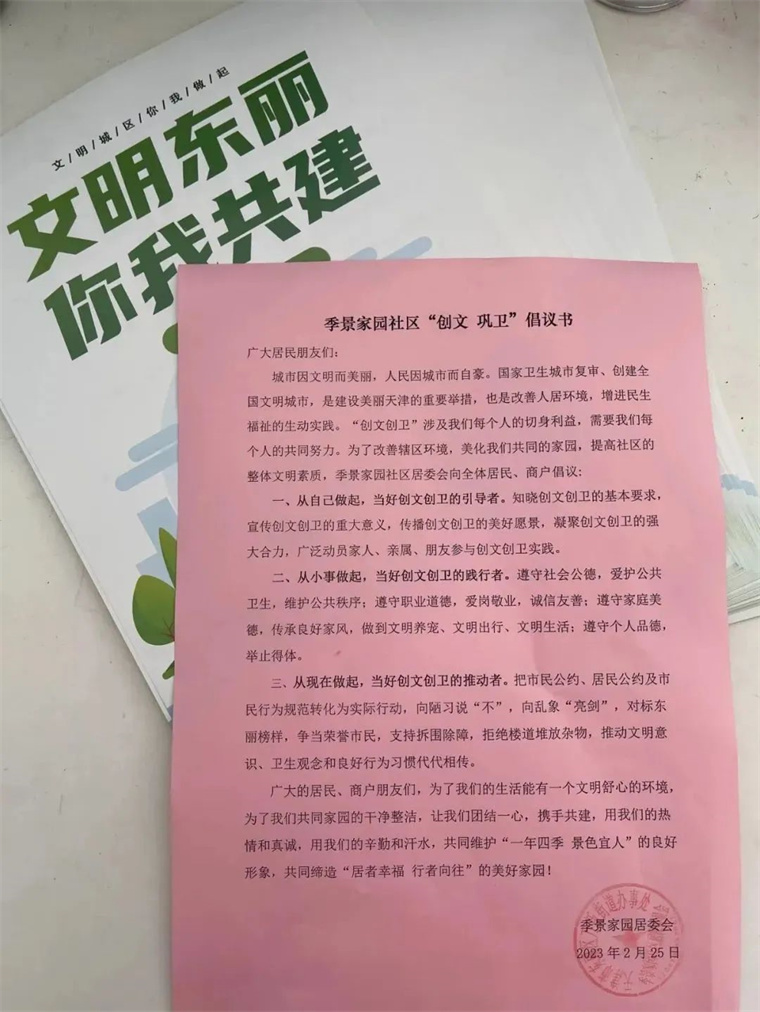 文/明/城/区/你/我/做/起
文明东丽
你我共建
季景家园社区“创文 巩卫”倡议书
广大居民朋友们：
城市因文明而美丽，人民因城市而自豪。国家卫生城市复审、创建全
国文明城市，是建设美丽天津的重要举措，也是改善人居环境，增进民生
福祉的生动实践。“创文创卫”涉及我们每个人的切身利益，需要我们每
个人的共同努力。为了改善辖区环境，美化我们共同的家园，提高社区的
整体文明素质，季景家园社区居委会向全体居民、商户倡议：
一、从自己做起，当好创文创卫的引导者。知晓创文创卫的基本要求，
宣传创文创卫的重大意义，传播创文创卫的美好愿景，凝聚创文创卫的强
大合力，广泛动员家人、亲属、朋友参与创文创卫实践。
二、从小事做起，当好创文创卫的践行者。遵守社会公德，爱护公共
卫生，维护公共秩序；遵守职业道德，爱岗敬业，诚信友善；遵守家庭美
德，传承良好家风，做到文明养宠、文明出行、文明生活；遵守个人品德，
举止得体。
三、从现在做起，当好创文创卫的推动者。把市民公约、居民公约及市
民行为规范转化为实际行动，向陋习说“不”，向乱象“亮剑”，对标东
丽榜样，争当荣誉市民，支持拆围除障，拒绝楼道堆放杂物，推动文明意
识、卫生观念和良好行为习惯代代相传。
广大的居民、商户朋友们，为了我们的生活能有一个文明舒心的环境，
为了我们共同家园的干净整洁，让我们团结一心，携手共建，用我们的热
情和真诚，用我们的辛勤和汗水，共同维护“一年四季 景色宜人”的良好
形象，共同缔造“居者幸福 行者向往”的美好家园！
季景家园居委会
2023 年 2 月 25 日